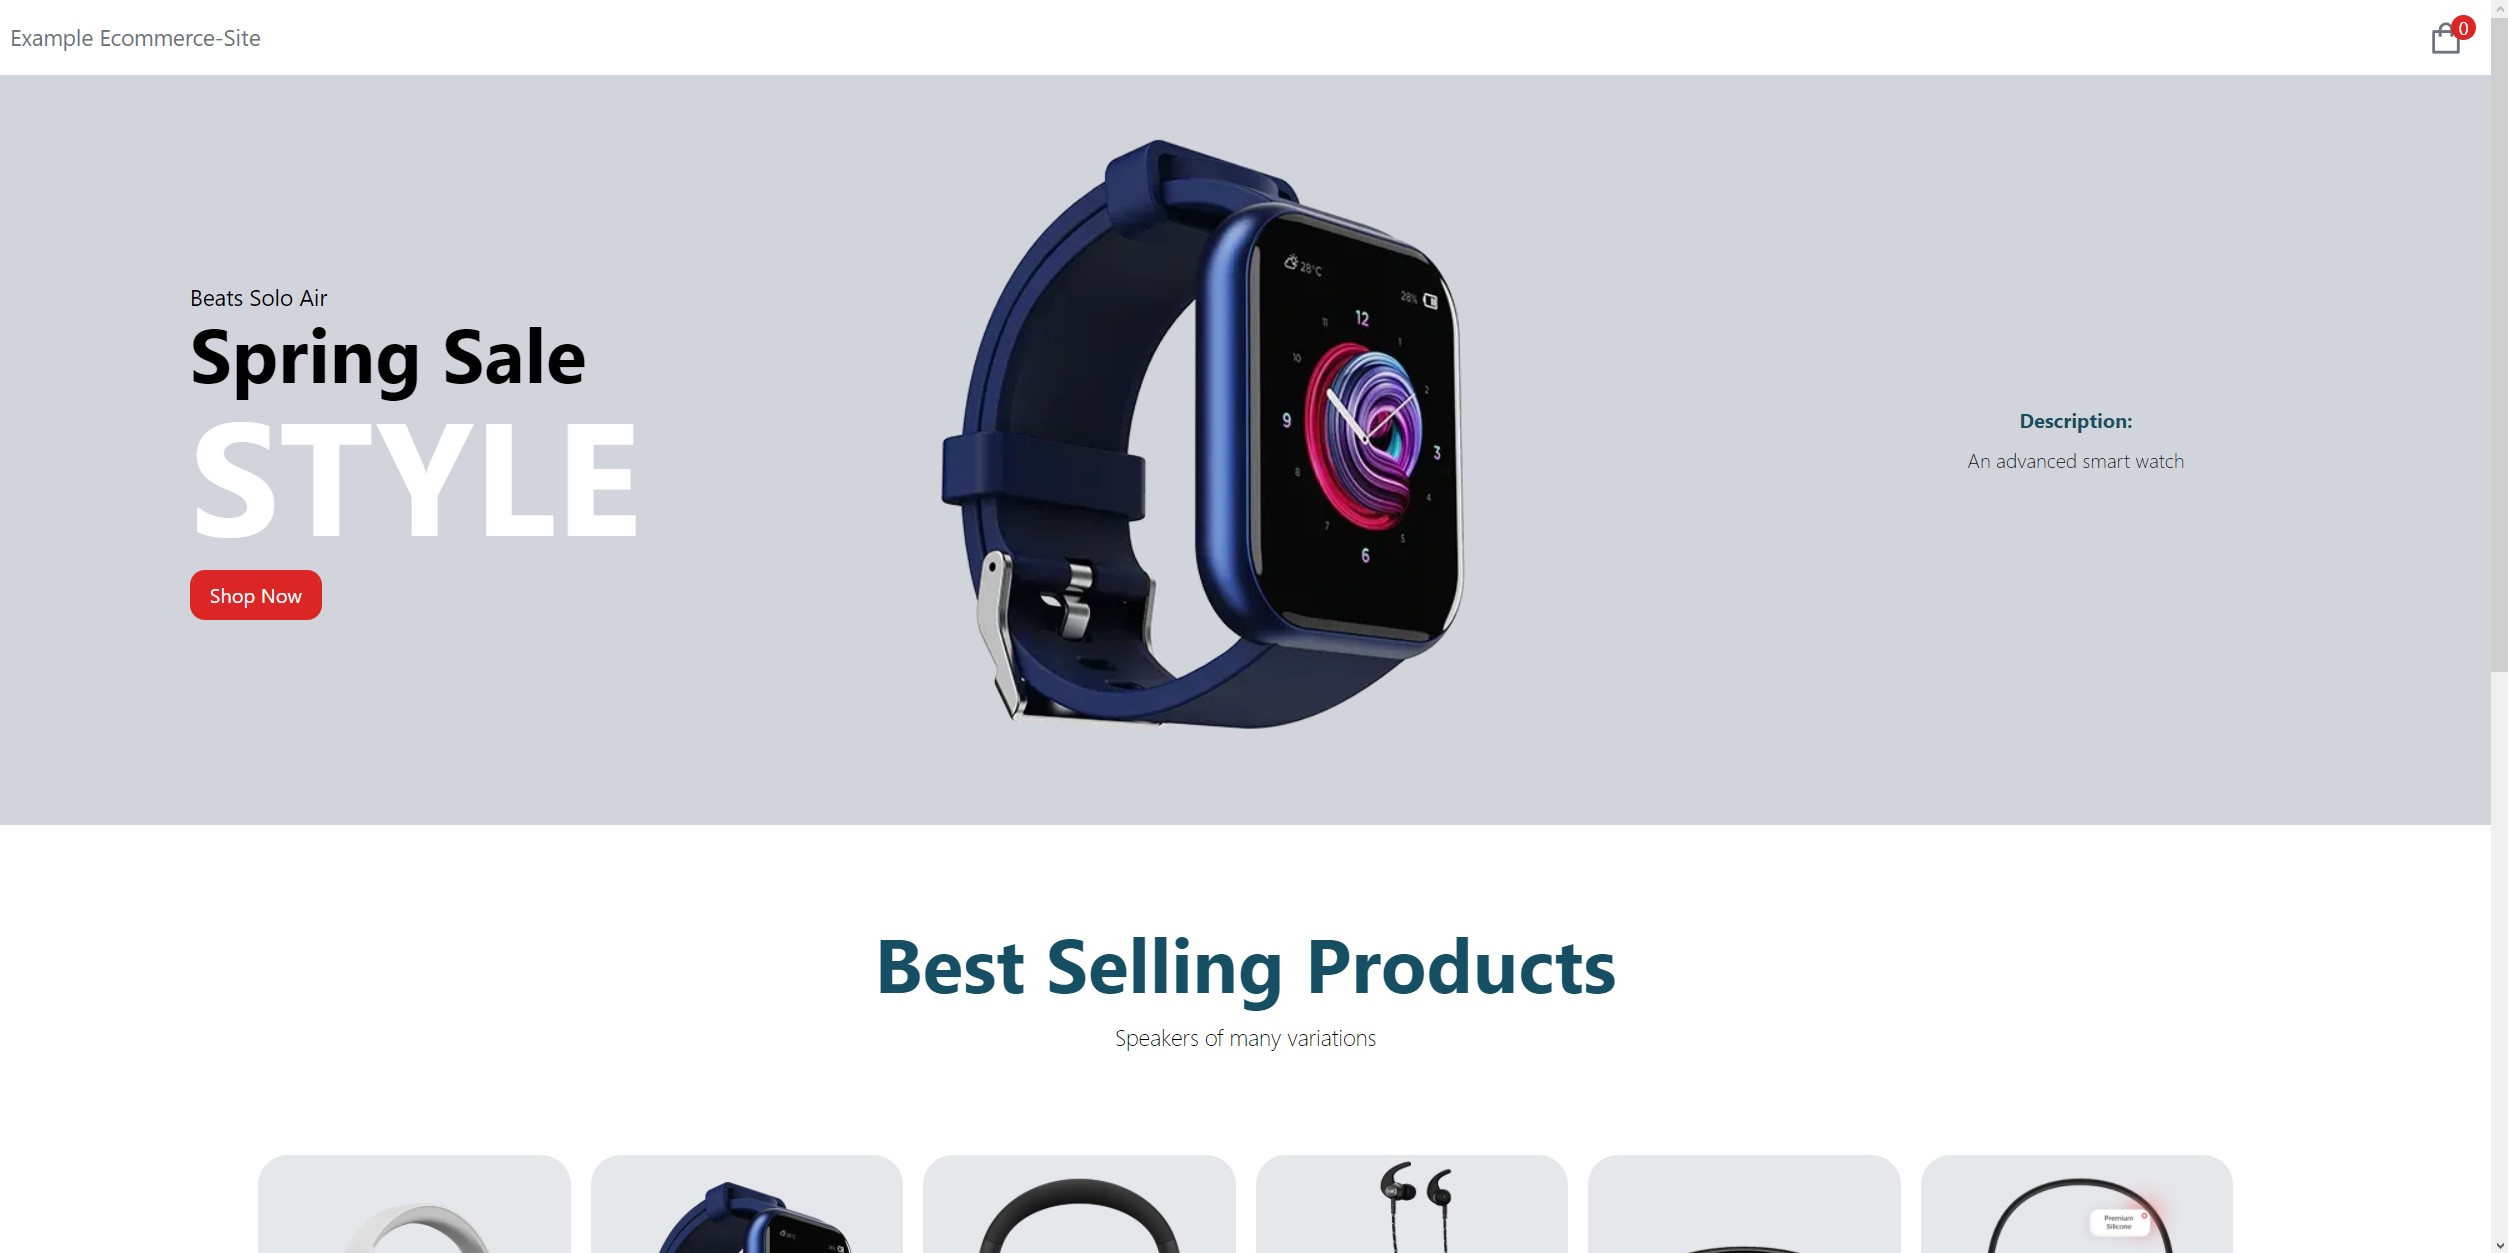 Example Ecommerce-Site
0
Beats Solo Air
Spring Sale
STYLE
Shop Now
28°C
28%
12
11
1
10
2
9
3
8
4
7
5
6
Description:
An advanced smart watch
Best Selling Products
Speakers of many variations
Premium
Silicone